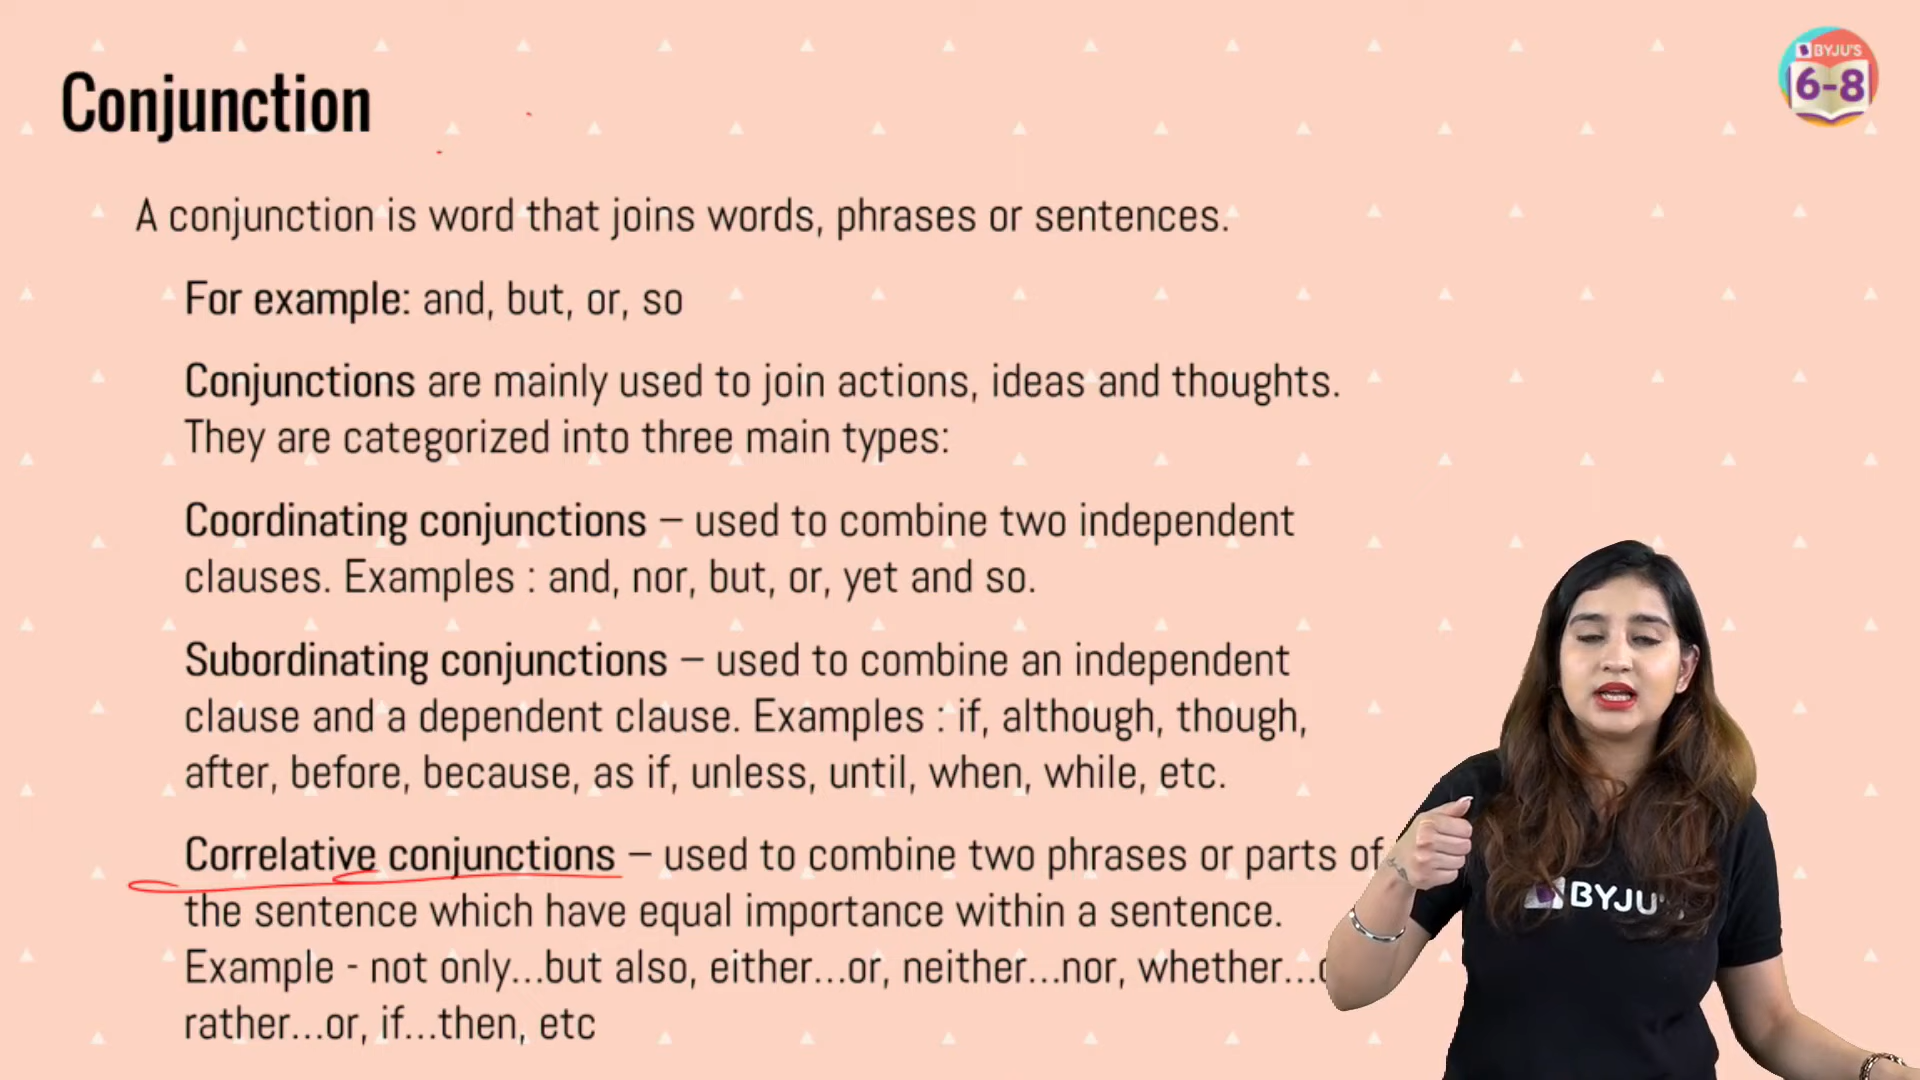 Conjunction
BYJU'S
6-8
A conjunction is word that joins words, phrases or sentences.
For example: and, but, or, so
Conjunctions are mainly used to join actions, ideas and thoughts.
They are categorized into three main types:
Coordinating conjunctions – used to combine two independent
clauses. Examples : and, nor, but, or, yet and so.
Subordinating conjunctions – used to combine an independent
clause and a dependent clause. Examples : if, although, though,
after, before, because, as if, unless, until, when, while, etc.
Correlative conjunctions – used to combine two phrases or parts of
the sentence which have equal importance within a sentence.
Example - not only...but also, either...or, neither...nor, whether...
rather...or, if...then, etc
BYJU'